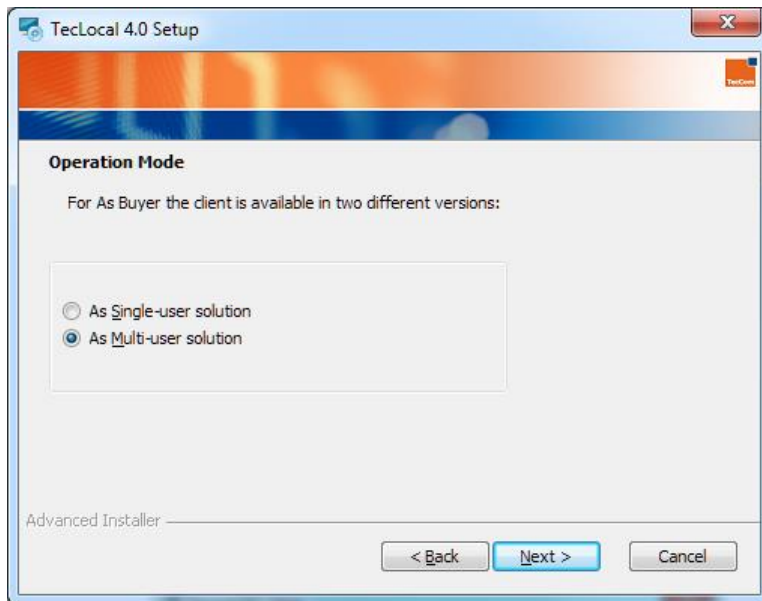 TecLocal 4.0 Setup
TecCom
Operation Mode
For As Buyer the client is available in two different versions:
As Single-user solution
As Multi-user solution
Advanced Installer
< Back
Next >
Cancel